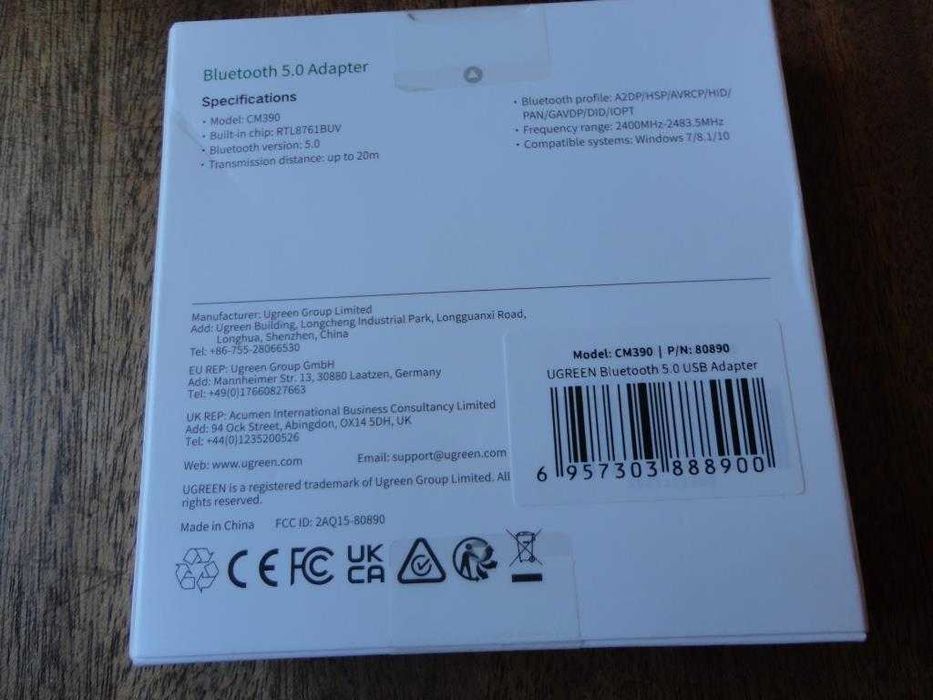 Bluetooth 5.0 Adapter
Specifications
• Model: CM390
• Built-in chip: RTL8761BUV
• Bluetooth version: 5.0
• Transmission distance: up to 20m
• Bluetooth profile: A2DP/HSP/AVRCP/HID/
PAN/GAVDP/DID/IOPT
• Frequency range: 2400MHz-2483.5MHz
• Compatible systems: Windows 7/8.1/10
Manufacturer: Ugreen Group Limited
Add: Ugreen Building, Longcheng Industrial Park, Longguanxi Road,
Longhua, Shenzhen, China
Tel: +86-755-28066530
EU REP: Ugreen Group GmbH
Add: Mannheimer Str. 13, 30880 Laatzen, Germany
Tel: +49(0)17660827663
UK REP: Acumen International Business Consultancy Limited
Add: 94 Ock Street, Abingdon, OX14 5DH, UK
Tel: +44(0)1235200526
Web: www.ugreen.com Email: support@ugreen.com
UGREEN is a registered trademark of Ugreen Group Limited. All
rights reserved.
Made in China FCC ID: 2AQ15-80890
CE FC UK
CA
Model: CM390 | P/N: 80890
UGREEN Bluetooth 5.0 USB Adapter
6 957303 888900